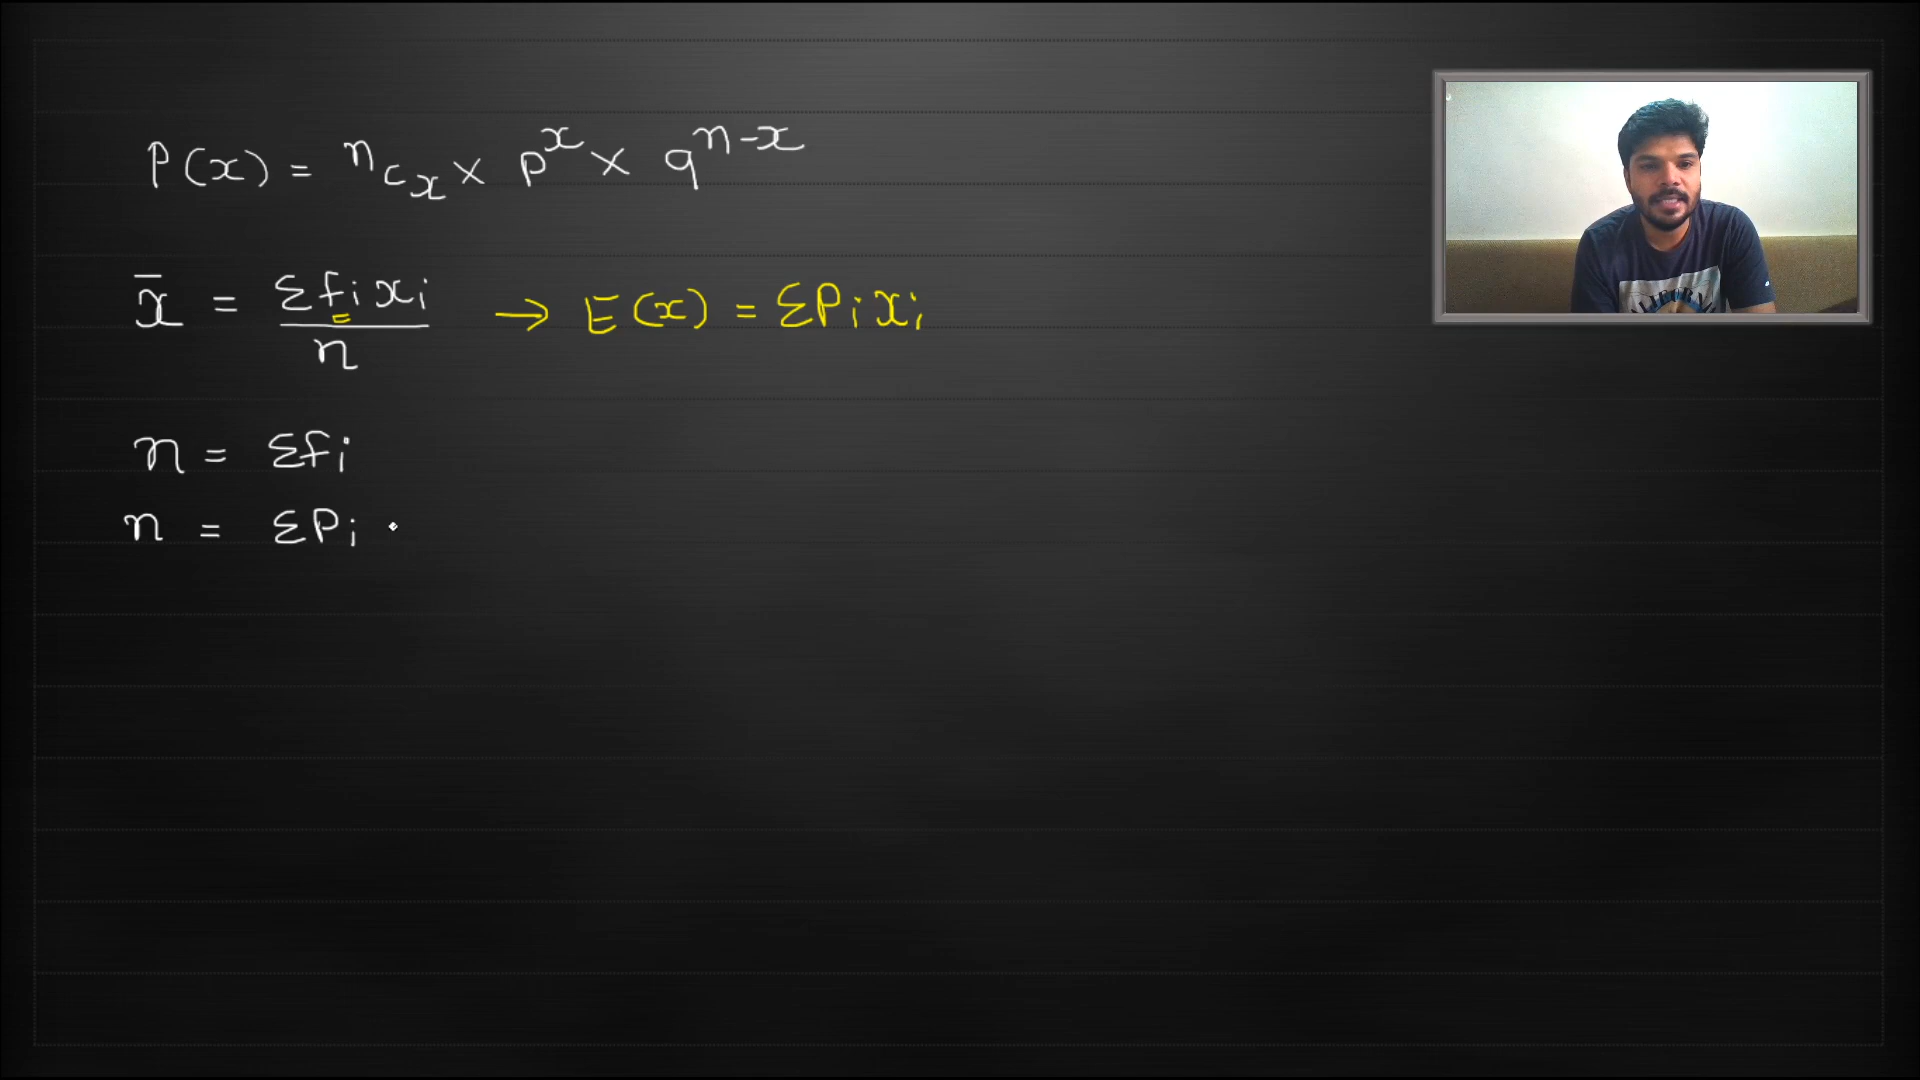 P(x) = ⁿCₓ × pˣ × qⁿ⁻ˣ
x̄ = Σfᵢxᵢ / n → E(x) = ΣPᵢxᵢ
n = Σfᵢ
n = ΣPᵢ